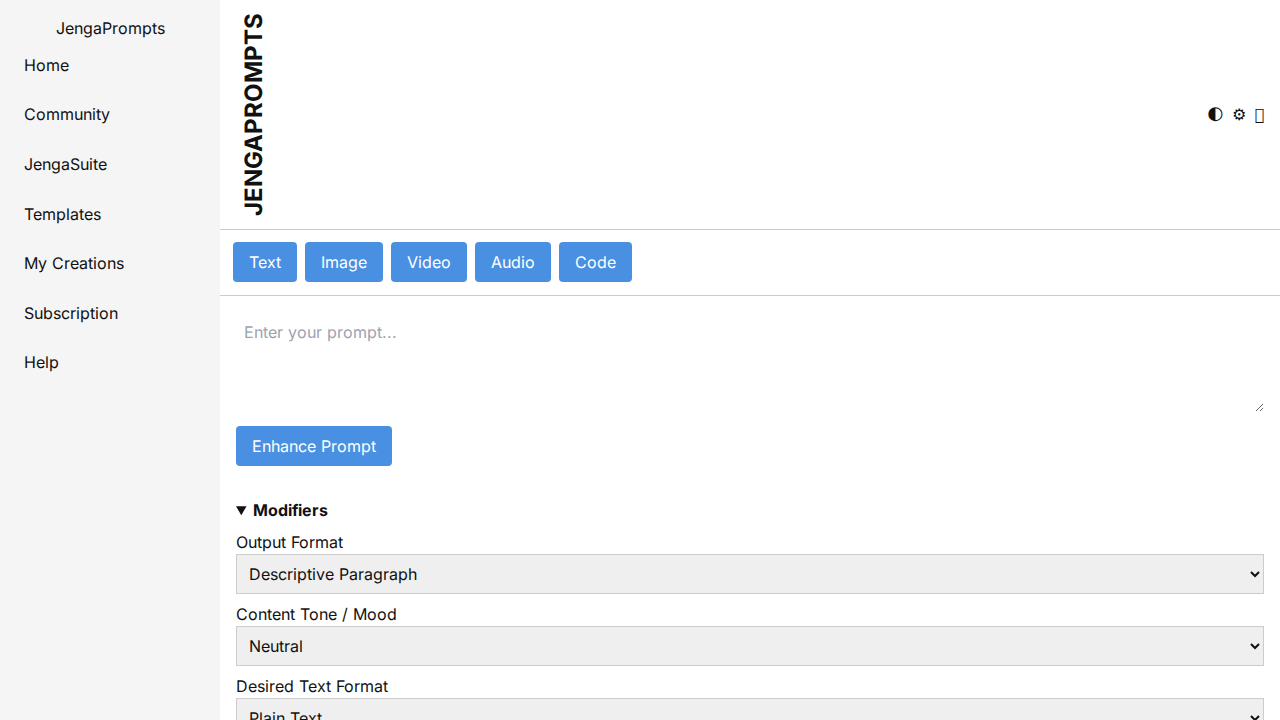 JengaPrompts
Home
Community
JengaSuite
Templates
My Creations
Subscription
Help
JENGAPROMPTS
Text
Image
Video
Audio
Code
Enter your prompt...
Enhance Prompt
Modifiers
Output Format
Descriptive Paragraph
Content Tone / Mood
Neutral
Desired Text Format
Plain Text